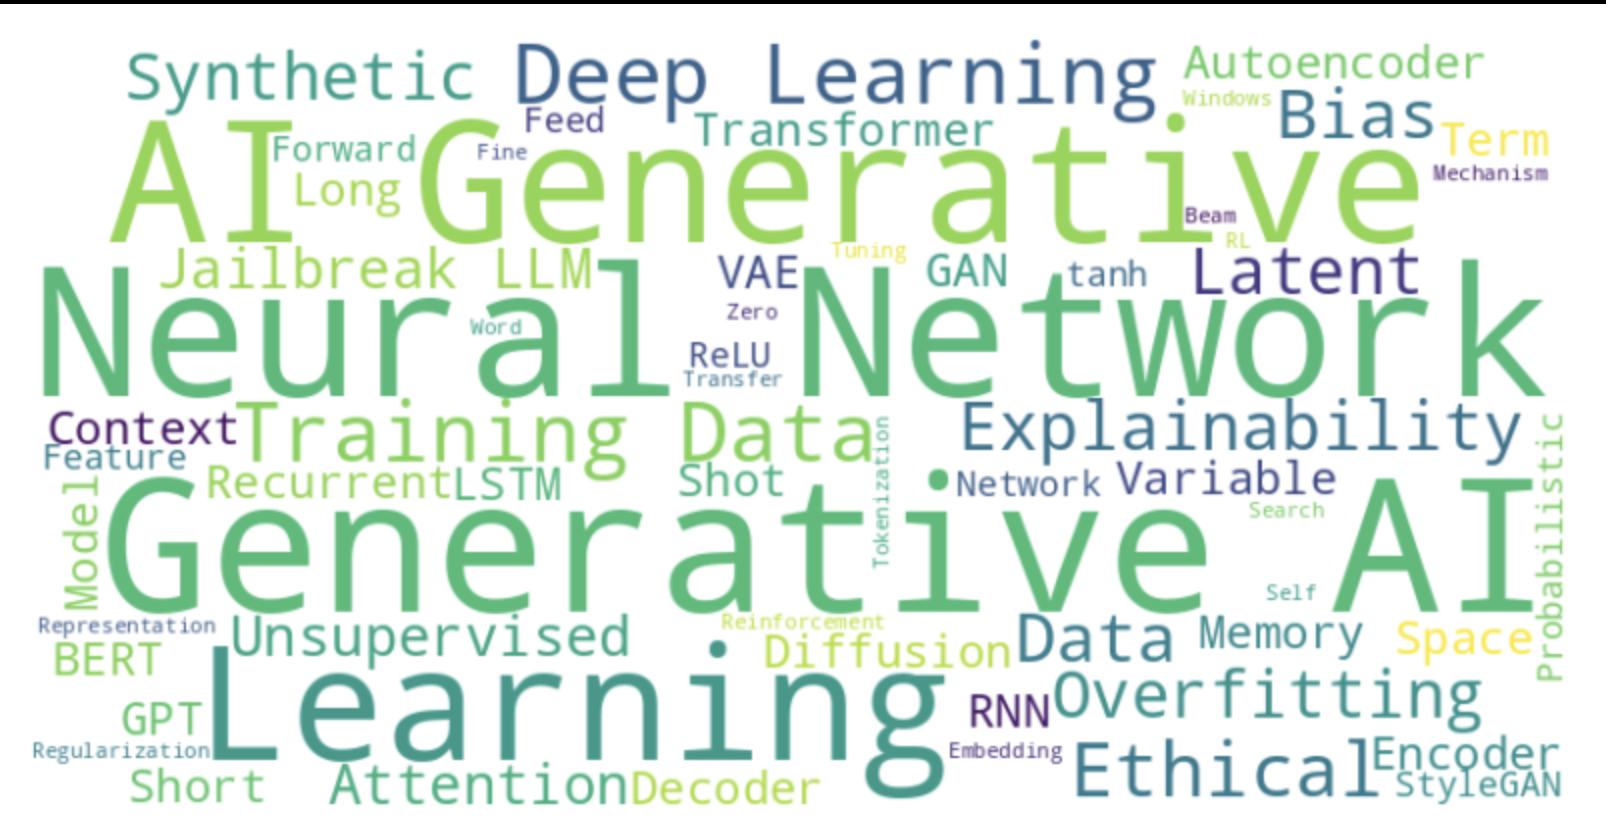 Synthetic Deep Learning Autoencoder
Windows
Feed Transformer Bias
AI Forward Fine Generative Term
Long Mechanism
Beam
RL
Jailbreak LLM VAE Tuning GAN tanh Latent
Neural Word Zero Network
ReLU
Transfer
Context Training Data Explainability
Feature
Recurrent LSTM Shot Tokenization Network Variable
Model Generative AI Search Probabilistic
Self
Representation Unsupervised Reinforcement Data Memory Space
BERT Diffusion
GPT Learning RNN Overfitting
Regularization Embedding Ethical Encoder
Short Attention Decoder StyleGAN